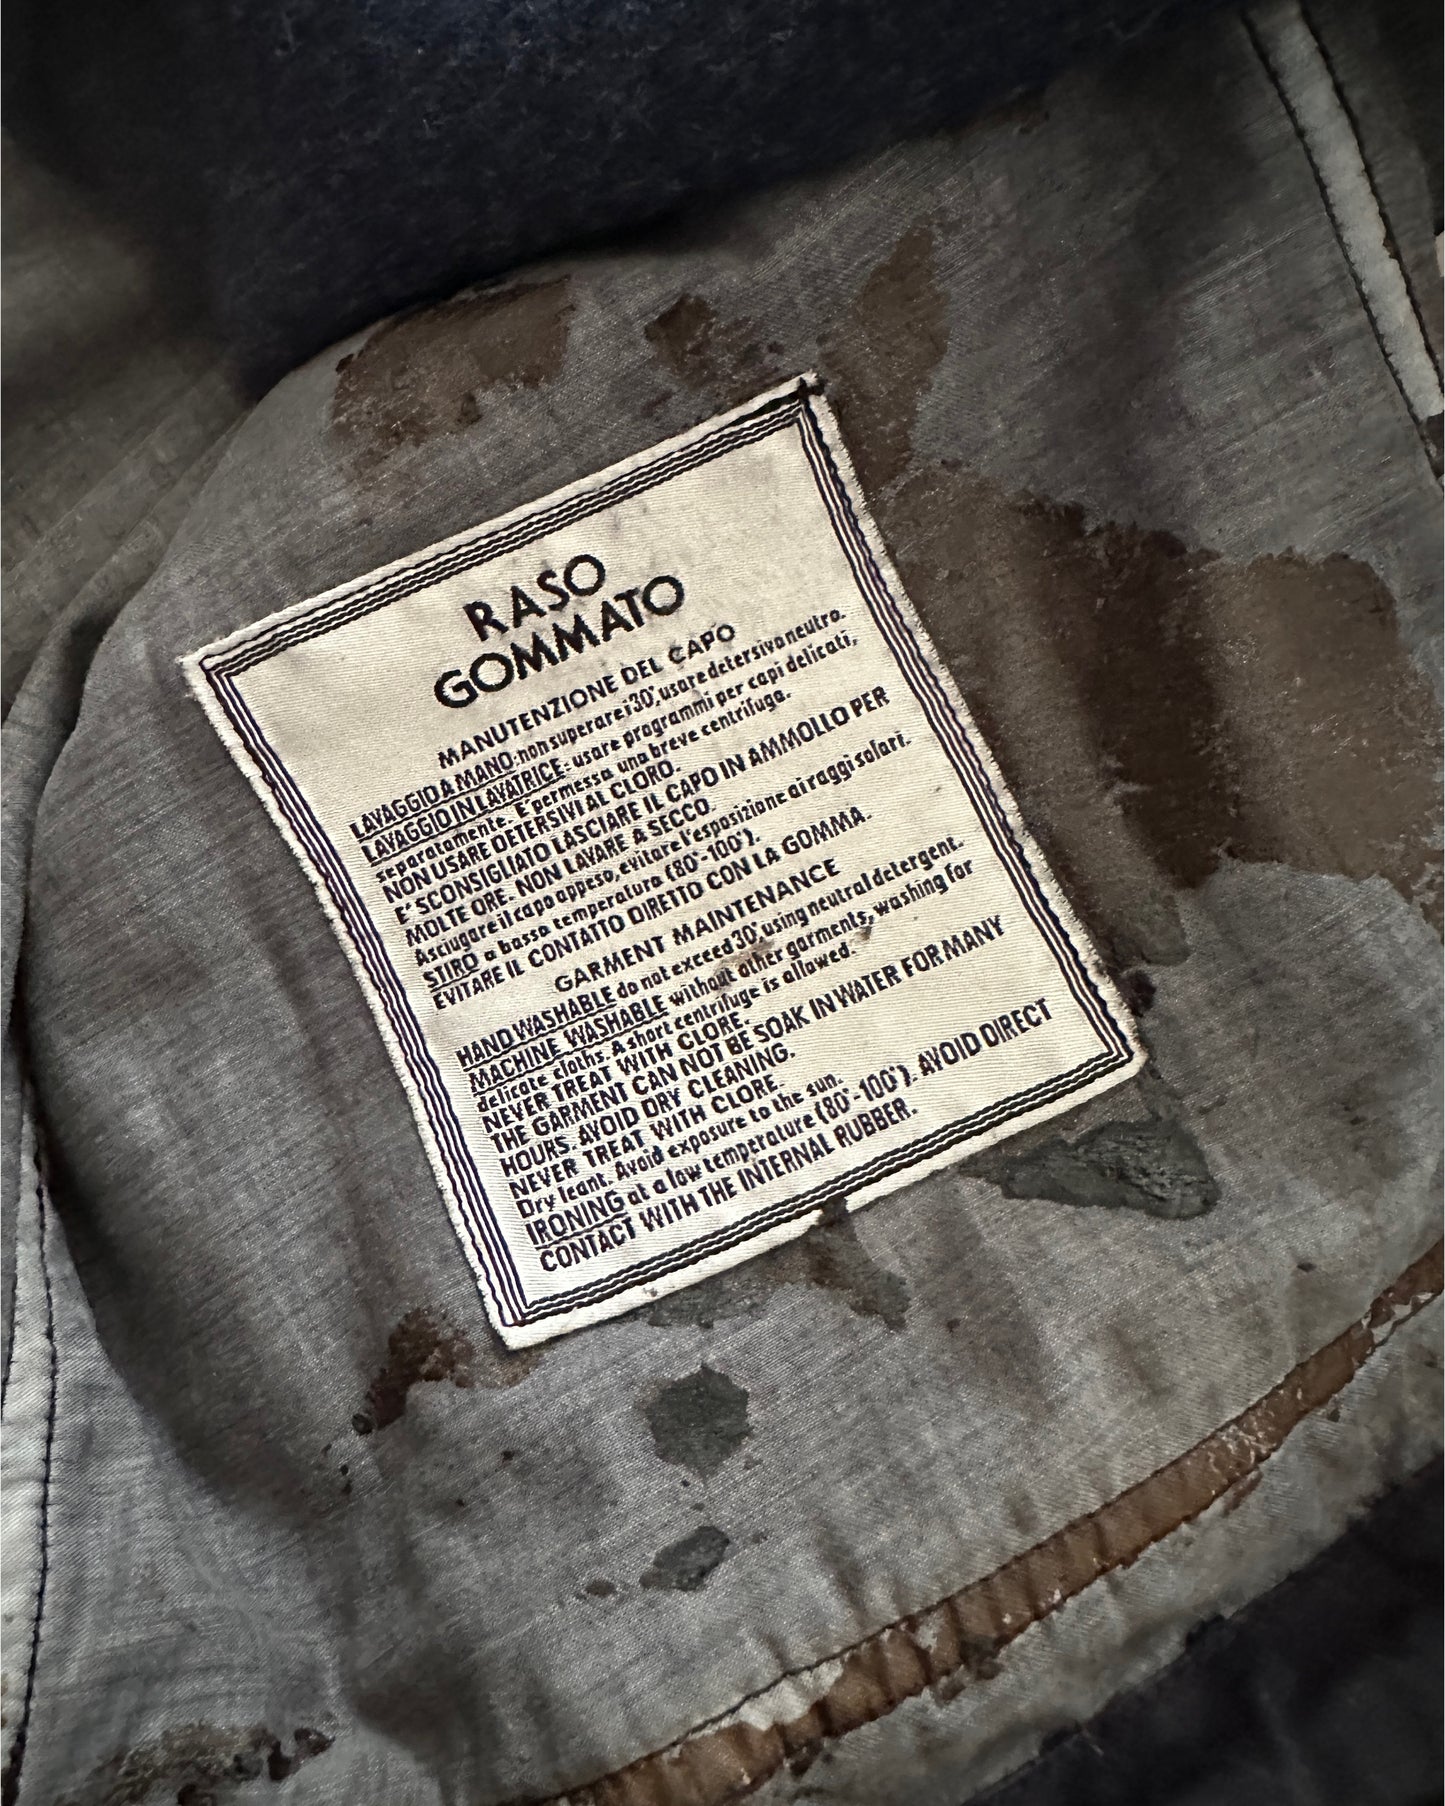 RASO
GOMMATO
MANUTENZIONE DEL CAPO
LAVAGGIO A MANO: non superare i 30°, usare detersivo neutro.
LAVAGGIO IN LAVATRICE: usare programmi per capi delicati,
separatamente. E' permessa una breve centrifuga.
NON USARE DETERSIVI AL CLORO.
E' SCONSIGLIATO LASCIARE IL CAPO IN AMMOLLO PER
MOLTE ORE. NON LAVARE A SECCO.
Asciugare il capo appeso, evitare l'esposizione ai raggi solari.
STIRO a bassa temperatura (80°-100°).
EVITARE IL CONTATTO DIRETTO CON LA GOMMA.
GARMENT MAINTENANCE
HAND WASHABLE do not exceed 30°, using neutral detergent.
MACHINE WASHABLE without other garments, washing for
delicate cloths. A short centrifuge is allowed.
NEVER TREAT WITH CLORE.
THE GARMENT CAN NOT BE SOAK IN WATER FOR MANY
HOURS. AVOID DRY CLEANING.
NEVER TREAT WITH CLORE.
Dry leant. Avoid exposure to the sun.
IRONING at a low temperature (80°-100°). AVOID DIRECT
CONTACT WITH THE INTERNAL RUBBER.